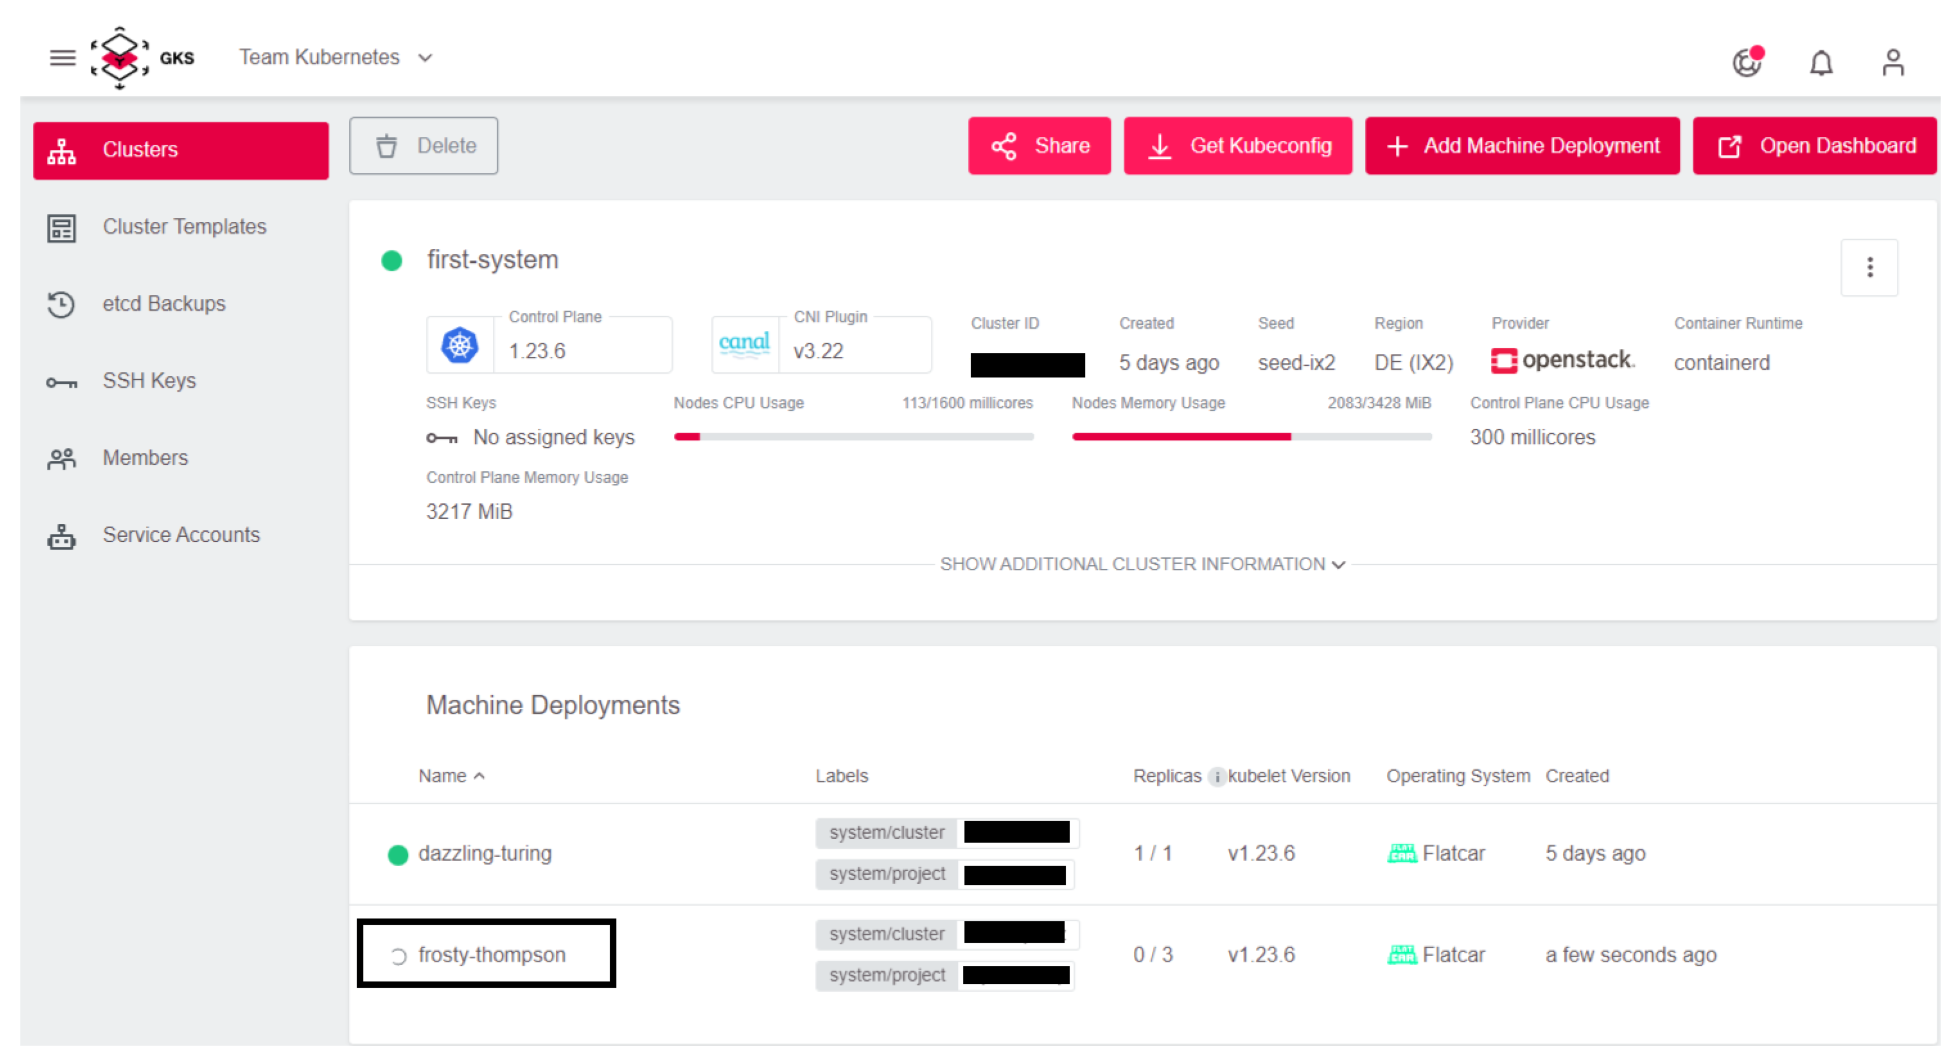 GKS Team Kubernetes
Clusters
Cluster Templates
etcd Backups
SSH Keys
Members
Service Accounts
Delete Share Get Kubeconfig Add Machine Deployment Open Dashboard
first-system
Control Plane
1.23.6
canal
CNI Plugin
v3.22
Cluster ID
Created
5 days ago
Seed
seed-ix2
Region
DE (IX2)
Provider
openstack.
Container Runtime
containerd
SSH Keys
No assigned keys
Nodes CPU Usage 113/1600 millicores
Nodes Memory Usage 2083/3428 MiB
Control Plane CPU Usage
300 millicores
Control Plane Memory Usage
3217 MiB
SHOW ADDITIONAL CLUSTER INFORMATION
Machine Deployments
Name Labels Replicas i kubelet Version Operating System Created
dazzling-turing
system/cluster
system/project
1 / 1 v1.23.6 FLAT CAR Flatcar 5 days ago
frosty-thompson
system/cluster
system/project
0 / 3 v1.23.6 FLAT CAR Flatcar a few seconds ago